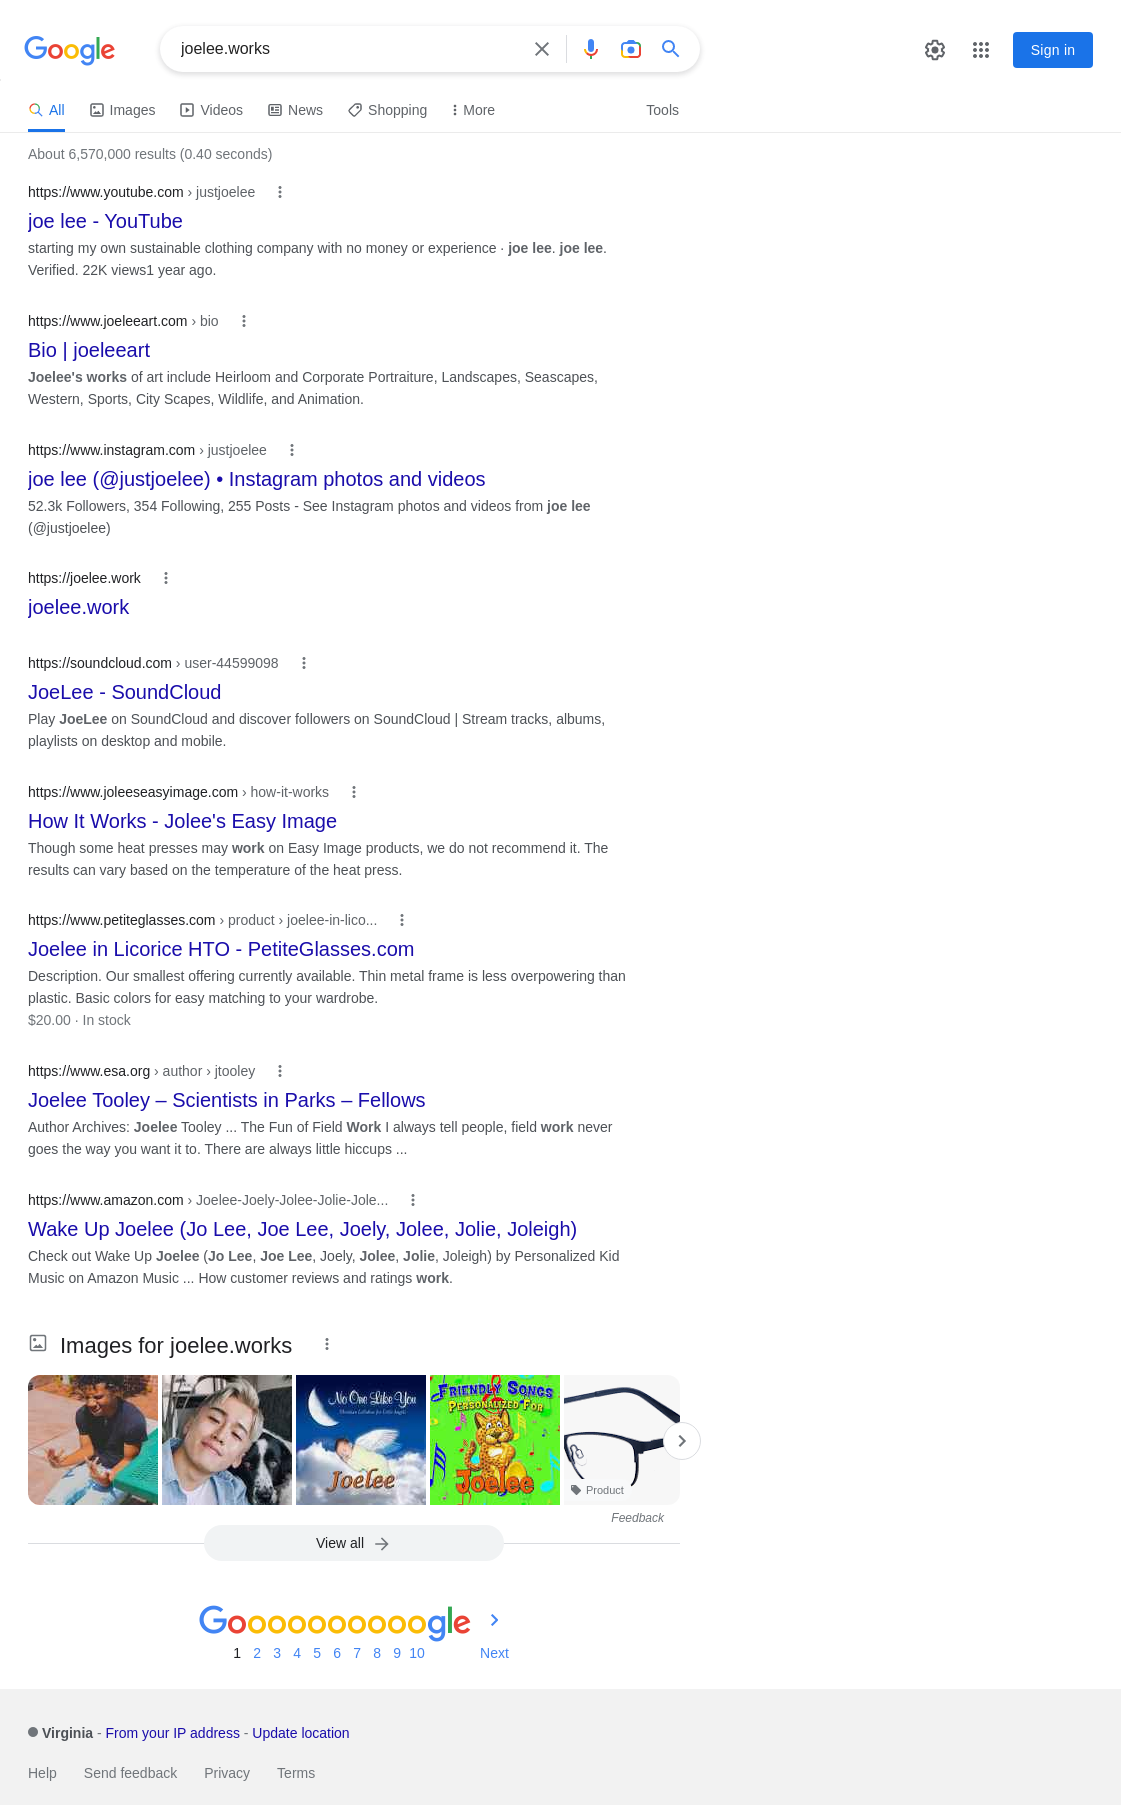 Google
joelee.works
Sign in
All
Images
Videos
News
Shopping
More
Tools
About 6,570,000 results (0.40 seconds)
https://www.youtube.com › justjoelee
joe lee - YouTube
starting my own sustainable clothing company with no money or experience · joe lee. joe lee.
Verified. 22K views1 year ago.
https://www.joeleeart.com › bio
Bio | joeleeart
Joelee's works of art include Heirloom and Corporate Portraiture, Landscapes, Seascapes,
Western, Sports, City Scapes, Wildlife, and Animation.
https://www.instagram.com › justjoelee
joe lee (@justjoelee) • Instagram photos and videos
52.3k Followers, 354 Following, 255 Posts - See Instagram photos and videos from joe lee
(@justjoelee)
https://joelee.work
joelee.work
https://soundcloud.com › user-44599098
JoeLee - SoundCloud
Play JoeLee on SoundCloud and discover followers on SoundCloud | Stream tracks, albums,
playlists on desktop and mobile.
https://www.joleeseasyimage.com › how-it-works
How It Works - Jolee's Easy Image
Though some heat presses may work on Easy Image products, we do not recommend it. The
results can vary based on the temperature of the heat press.
https://www.petiteglasses.com › product › joelee-in-lico...
Joelee in Licorice HTO - PetiteGlasses.com
Description. Our smallest offering currently available. Thin metal frame is less overpowering than
plastic. Basic colors for easy matching to your wardrobe.
$20.00 · In stock
https://www.esa.org › author › jtooley
Joelee Tooley – Scientists in Parks – Fellows
Author Archives: Joelee Tooley ... The Fun of Field Work I always tell people, field work never
goes the way you want it to. There are always little hiccups ...
https://www.amazon.com › Joelee-Joely-Jolee-Jolie-Jole...
Wake Up Joelee (Jo Lee, Joe Lee, Joely, Jolee, Jolie, Joleigh)
Check out Wake Up Joelee (Jo Lee, Joe Lee, Joely, Jolee, Jolie, Joleigh) by Personalized Kid
Music on Amazon Music ... How customer reviews and ratings work.
Images for joelee.works
No One Like You
Christian Lullabies for Little Angels
Joelee
FRIENDLY SONGS
PERSONALIZED FOR
Joelee
Product
Feedback
View all
Goooooooooogle
1 2 3 4 5 6 7 8 9 10 Next
Virginia - From your IP address - Update location
Help
Send feedback
Privacy
Terms